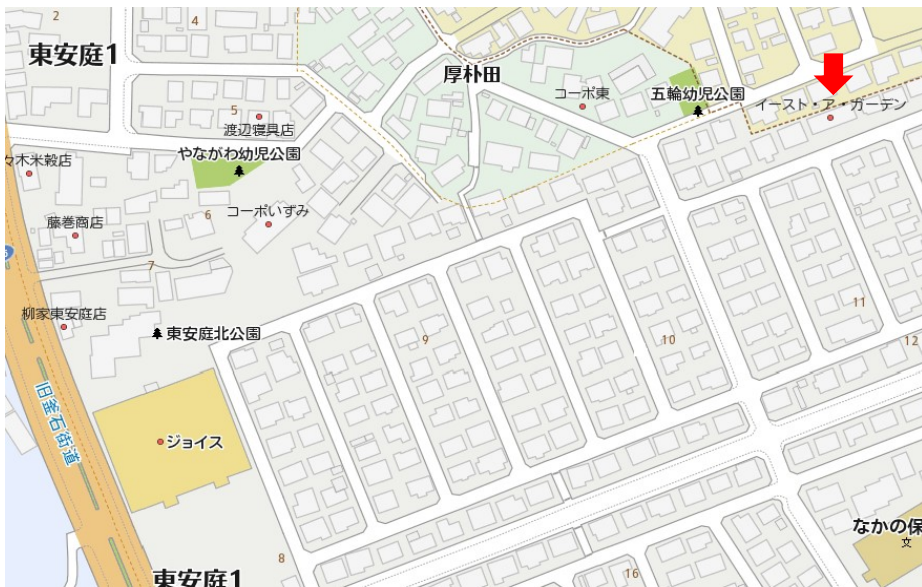 2
4
東安庭1
厚朴田
コーポ東
五輪幼児公園
イースト・ア・ガーデン
5
渡辺寝具店
やながわ幼児公園
々木米穀店
6
コーポいずみ
藤巻商店
7
柳家東安庭店
東安庭北公園
9
10
11
12
旧釜石街道
ジョイス
なかの保
文
8
東安庭1
16